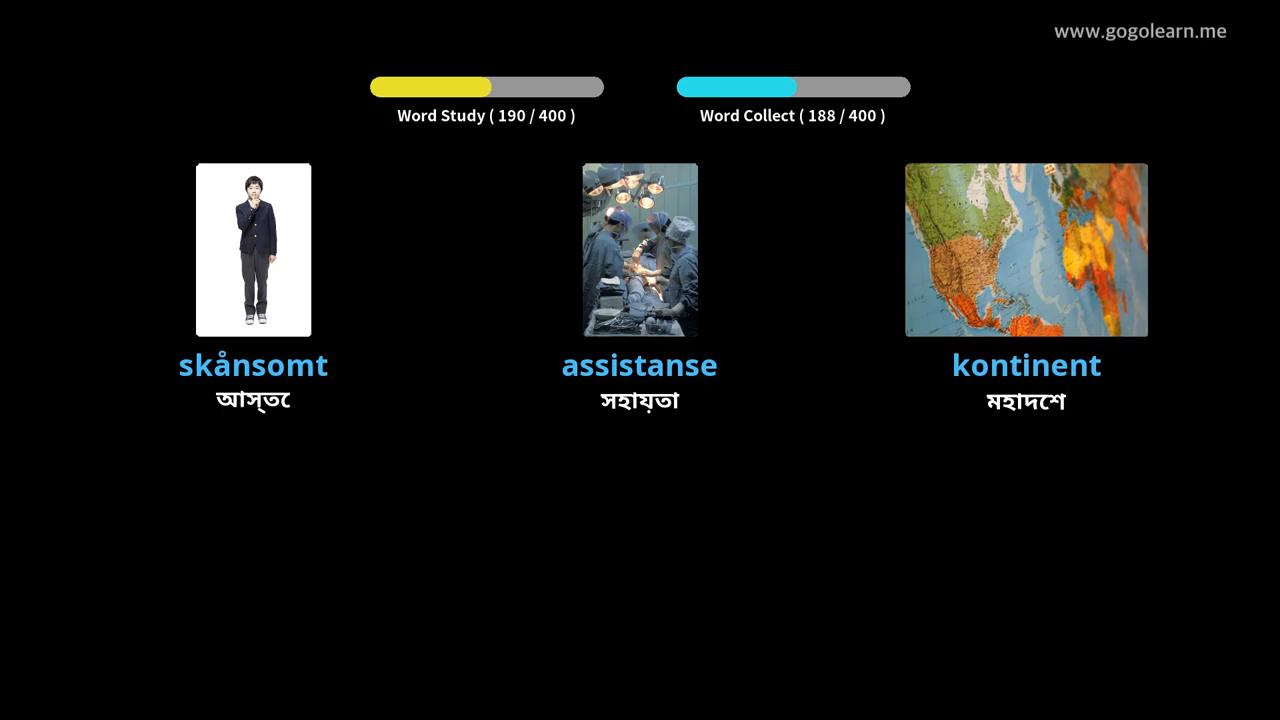 www.gogolearn.me
Word Study ( 190 / 400 )
Word Collect ( 188 / 400 )
skånsomt
আস্তে
assistanse
সহায়তা
kontinent
মহাদেশ